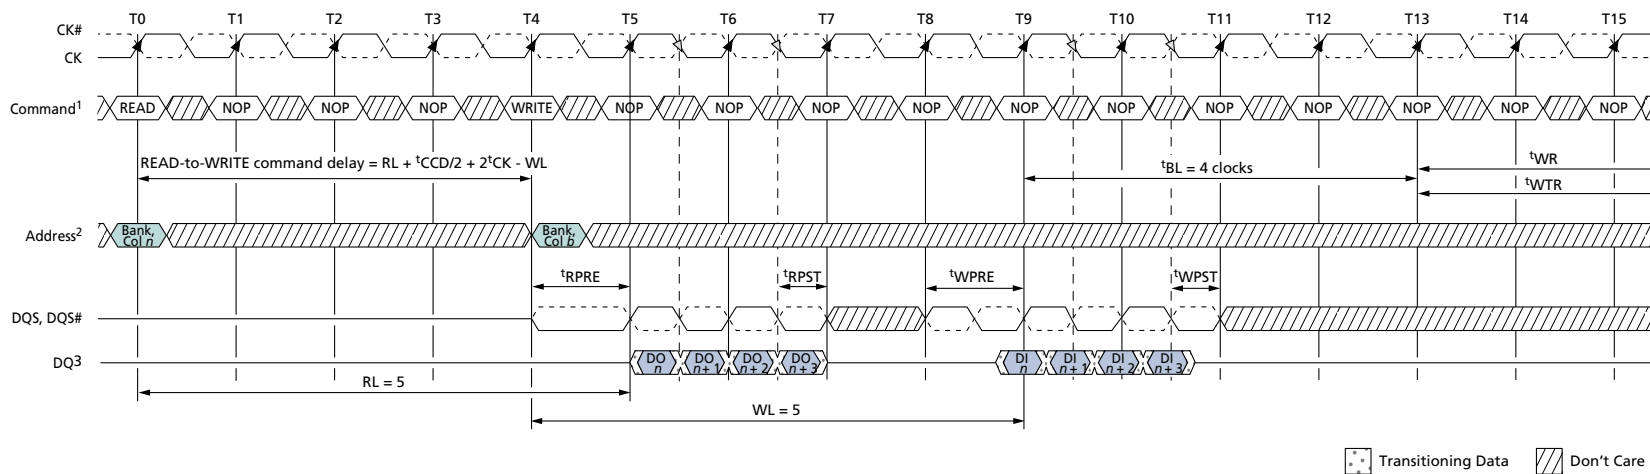 T0 T1 T2 T3 T4 T5 T6 T7 T8 T9 T10 T11 T12 T13 T14 T15
CK#
CK
Command1 READ NOP NOP NOP WRITE NOP NOP NOP NOP NOP NOP NOP NOP NOP NOP NOP
READ-to-WRITE command delay = RL + tCCD/2 + 2tCK - WL
tBL = 4 clocks
tWR
tWTR
Address2 Bank, Col n Bank, Col b
tRPRE tRPST tWPRE tWPST
DQS, DQS#
DQ3 DO n DO n + 1 DO n + 2 DO n + 3 DI n DI n + 1 DI n + 2 DI n + 3
RL = 5
WL = 5
Transitioning Data Don't Care